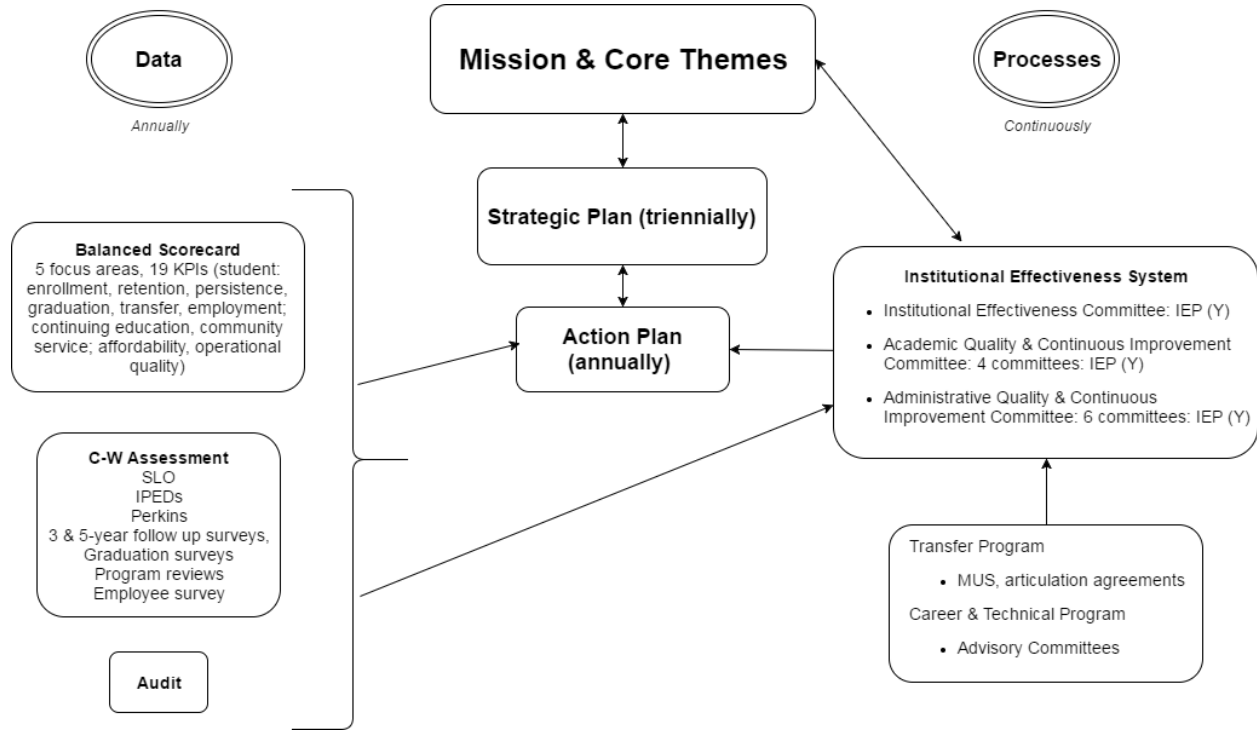 Data
Annually
Mission & Core Themes
Processes
Continuously
Strategic Plan (triennially)
Action Plan
(annually)
Balanced Scorecard
5 focus areas, 19 KPIs (student:
enrollment, retention, persistence,
graduation, transfer, employment;
continuing education, community
service; affordability, operational
quality)
C-W Assessment
SLO
IPEDs
Perkins
3 & 5-year follow up surveys,
Graduation surveys
Program reviews
Employee survey
Audit
Institutional Effectiveness System
• Institutional Effectiveness Committee: IEP (Y)
• Academic Quality & Continuous Improvement
Committee: 4 committees: IEP (Y)
• Administrative Quality & Continuous
Improvement Committee: 6 committees: IEP (Y)
Transfer Program
• MUS, articulation agreements
Career & Technical Program
• Advisory Committees